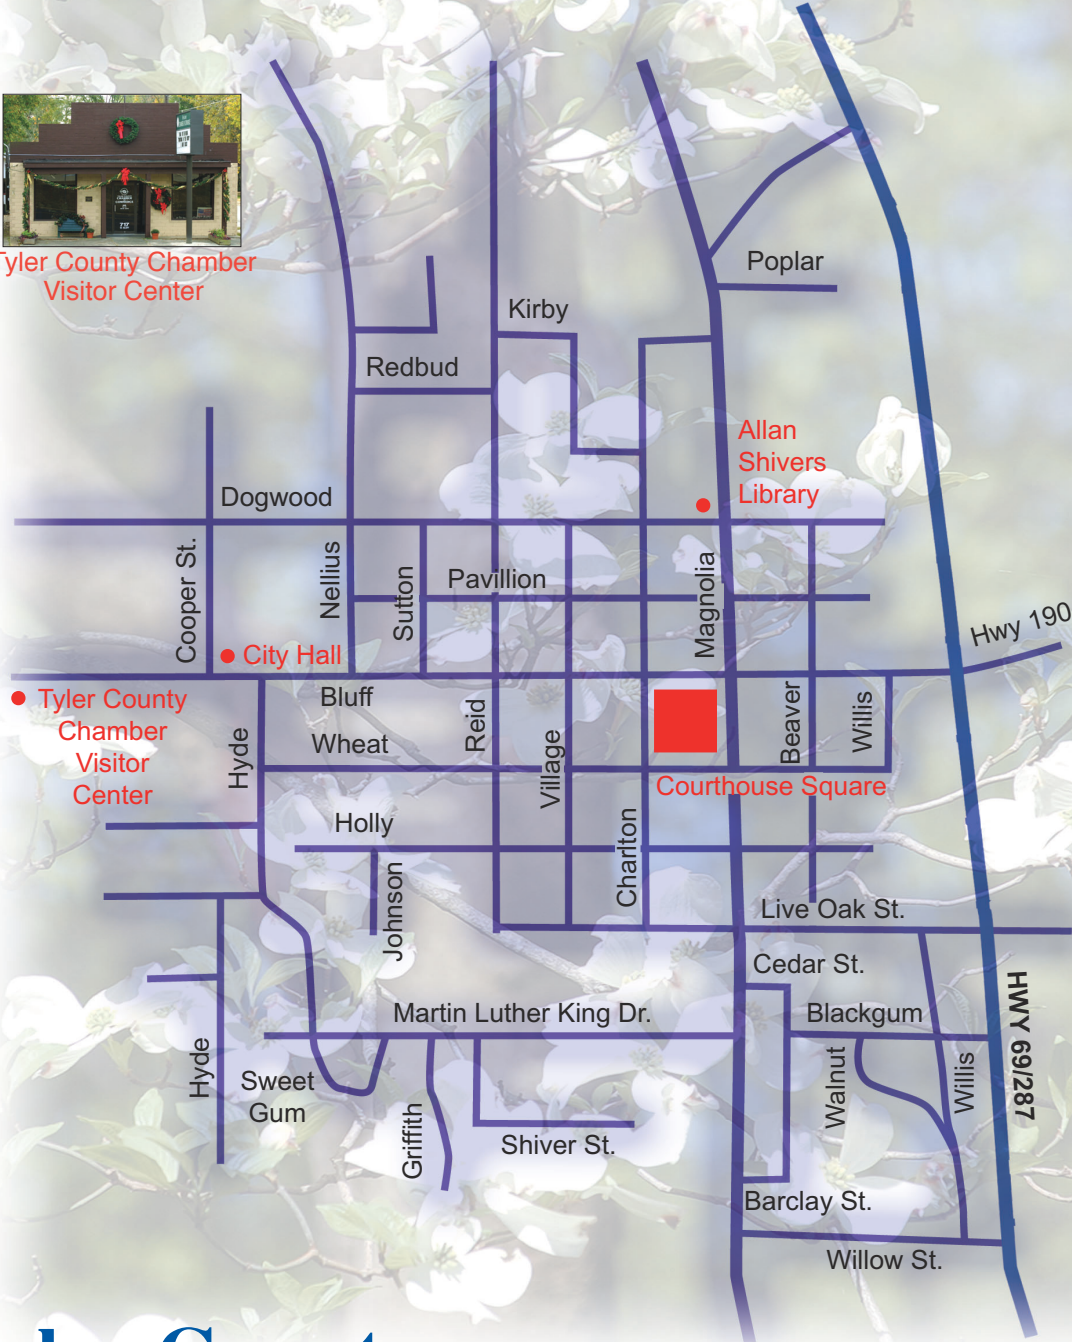 Tyler County Chamber
Visitor Center
Poplar
Kirby
Redbud
Allan
Shivers
Library
Dogwood
Cooper St.
Nellius
Sutton
Pavillion
Magnolia
Hwy 190
City Hall
Tyler County
Chamber
Visitor
Center
Bluff
Wheat
Hyde
Reid
Village
Beaver
Willis
Courthouse Square
Holly
Johnson
Charlton
Live Oak St.
Cedar St.
Martin Luther King Dr.
Blackgum
HWY 69/287
Hyde
Sweet
Gum
Griffith
Shiver St.
Walnut
Willis
Barclay St.
Willow St.